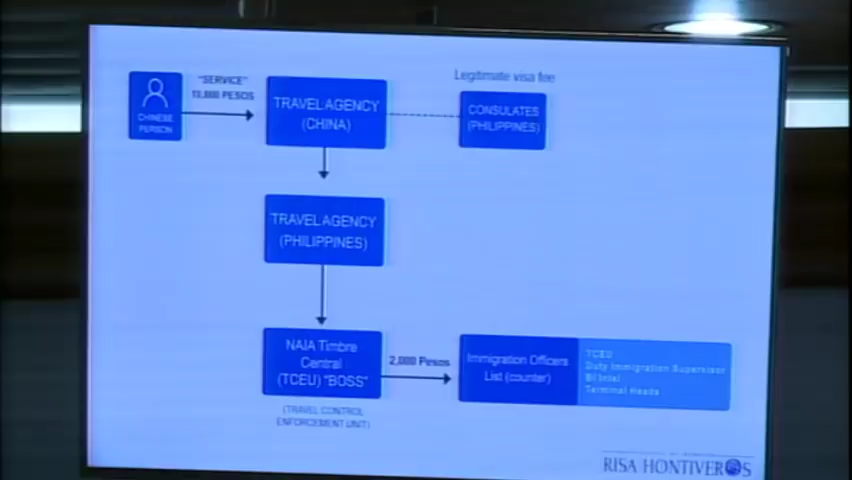 "SERVICE"
10,000 PESOS
CHINESE
PERSON
TRAVEL AGENCY
(CHINA)
Legitimate visa fee
CONSULATES
(PHILIPPINES)
TRAVEL AGENCY
(PHILIPPINES)
NAIA Timbre
Central
(TCEU) "BOSS"
(TRAVEL CONTROL
ENFORCEMENT UNIT)
2,000 Pesos
Immigration Officers
List (counter)
TCEU
Duty Immigration Supervisor
BI Intel
Terminal Heads
RISA HONTIVEROS